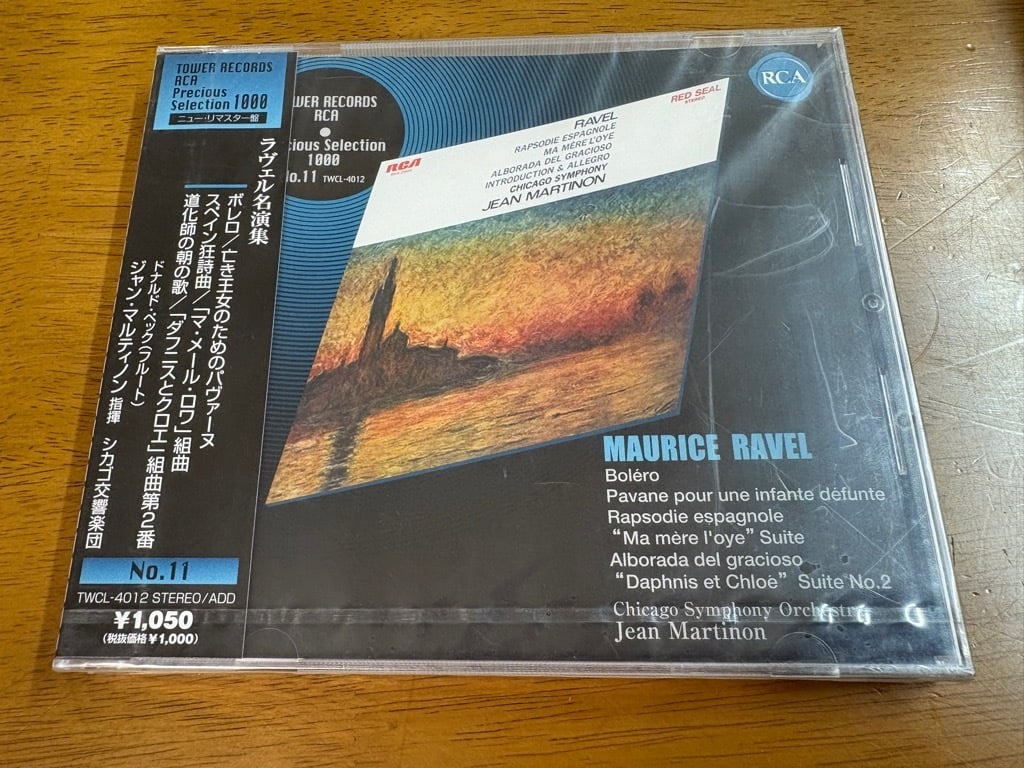 TOWER RECORDS
RCA
Precious
Selection 1000
ニュー・リマスター盤
ラヴェル名演集
ボレロ/亡き王女のためのパヴァーヌ
スペイン狂詩曲/「マ・メール・ロワ」組曲
道化師の朝の歌/「ダフニスとクロエ」組曲第2番
ドナルド・ペック(フルート)
ジャン・マルティノン 指揮 シカゴ交響楽団
No.11
TWCL-4012 STEREO/ADD
¥1,050
(税抜価格¥1,000)
WER RECORDS
RCA
cious Selection
1000
No.11 TWCL-4012
RCA
RED SEAL
STEREO
RCA
RAVEL
RAPSODIE ESPAGNOLE
MA MÈRE L'OYE
ALBORADA DEL GRACIOSO
INTRODUCTION & ALLEGRO
CHICAGO SYMPHONY
JEAN MARTINON
MAURICE RAVEL
Boléro
Pavane pour une infante défunte
Rapsodie espagnole
"Ma mère l'oye" Suite
Alborada del gracioso
"Daphnis et Chloé" Suite No.2
Chicago Symphony Orchestra
Jean Martinon